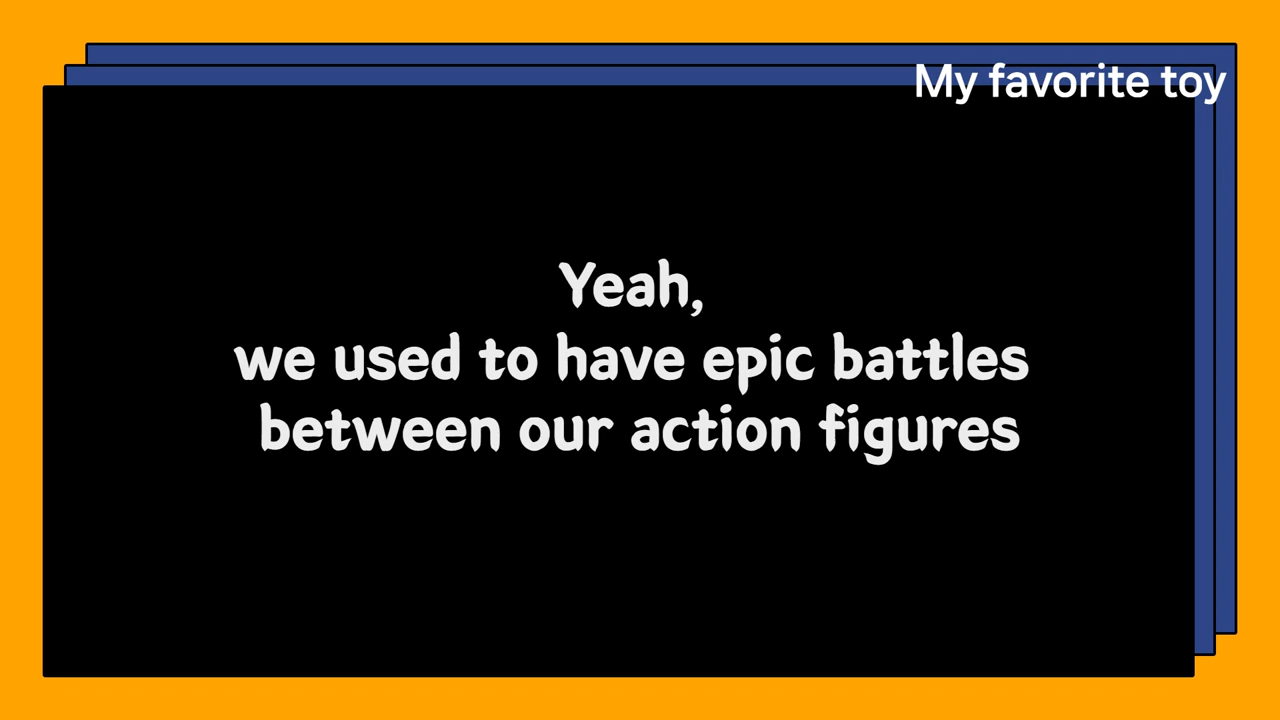 My favorite toy
Yeah,
we used to have epic battles
between our action figures